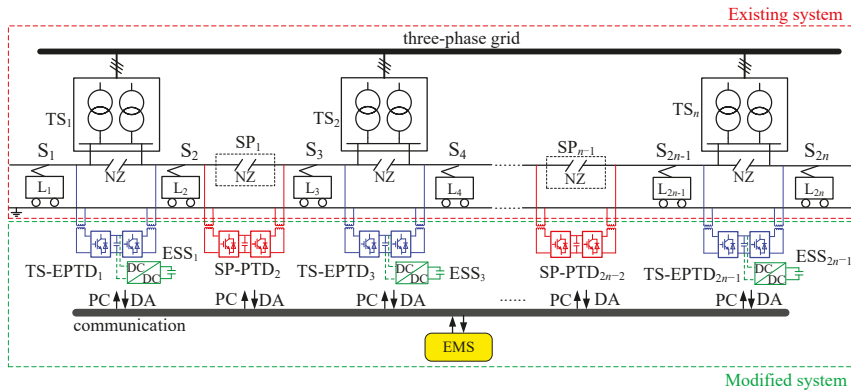 Existing system
three-phase grid
TS₁ TS₂ TSₙ
S₁ S₂ SP₁ S₃ S₄ SPₙ₋₁ S₂ₙ₋₁ S₂ₙ
NZ NZ NZ NZ NZ
L₁ L₂ L₃ L₄ L₂ₙ₋₁ L₂ₙ
TS-EPTD₁ ESS₁ SP-PTD₂ TS-EPTD₃ ESS₃ SP-PTD₂ₙ₋₂ TS-EPTD₂ₙ₋₁ ESS₂ₙ₋₁
DC DC DC
DC DC DC
PC DA PC DA PC DA ...... PC DA PC DA
communication
EMS
Modified system